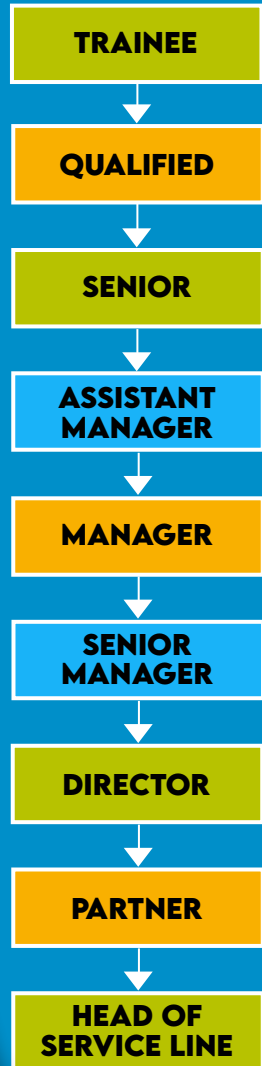 TRAINEE
QUALIFIED
SENIOR
ASSISTANT
MANAGER
MANAGER
SENIOR
MANAGER
DIRECTOR
PARTNER
HEAD OF
SERVICE LINE